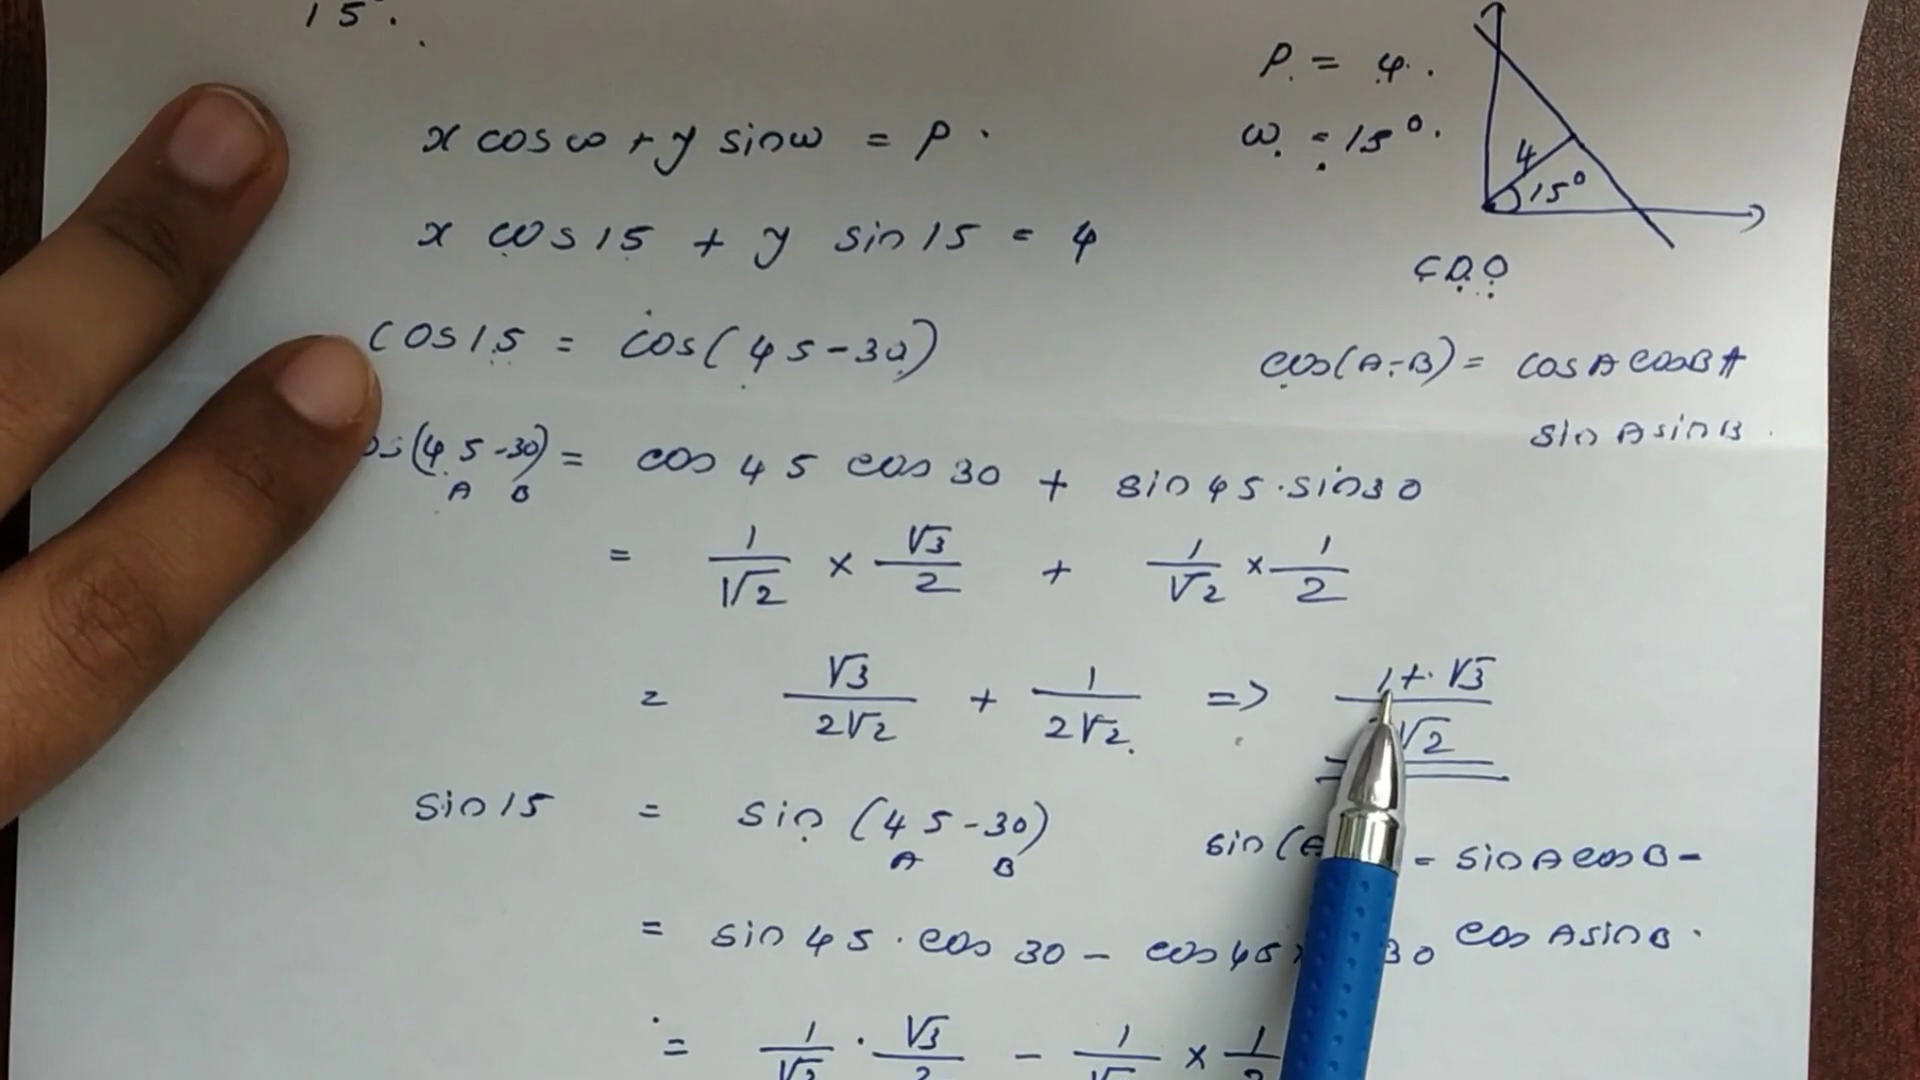 15°.
x cos ω + y sin ω = P.
P = 4.
ω = 15°.
4
15°
x cos 15 + y sin 15 = 4
cos 15 = cos(45-30)
cos(A-B) = cos A cos B +
sin A sin B.
(45-30) = cos 45 cos 30 + sin 45 . sin 30
A B
= 1/√2 × √3/2 + 1/√2 × 1/2
= √3/2√2 + 1/2√2. => 1+√3/√2
sin 15 = sin (45-30)
A B
sin( = sin A cos B -
cos A sin B.
= sin 45 . cos 30 - cos 45 30
= 1/√2 . √3/2 - 1/√ × 1/2